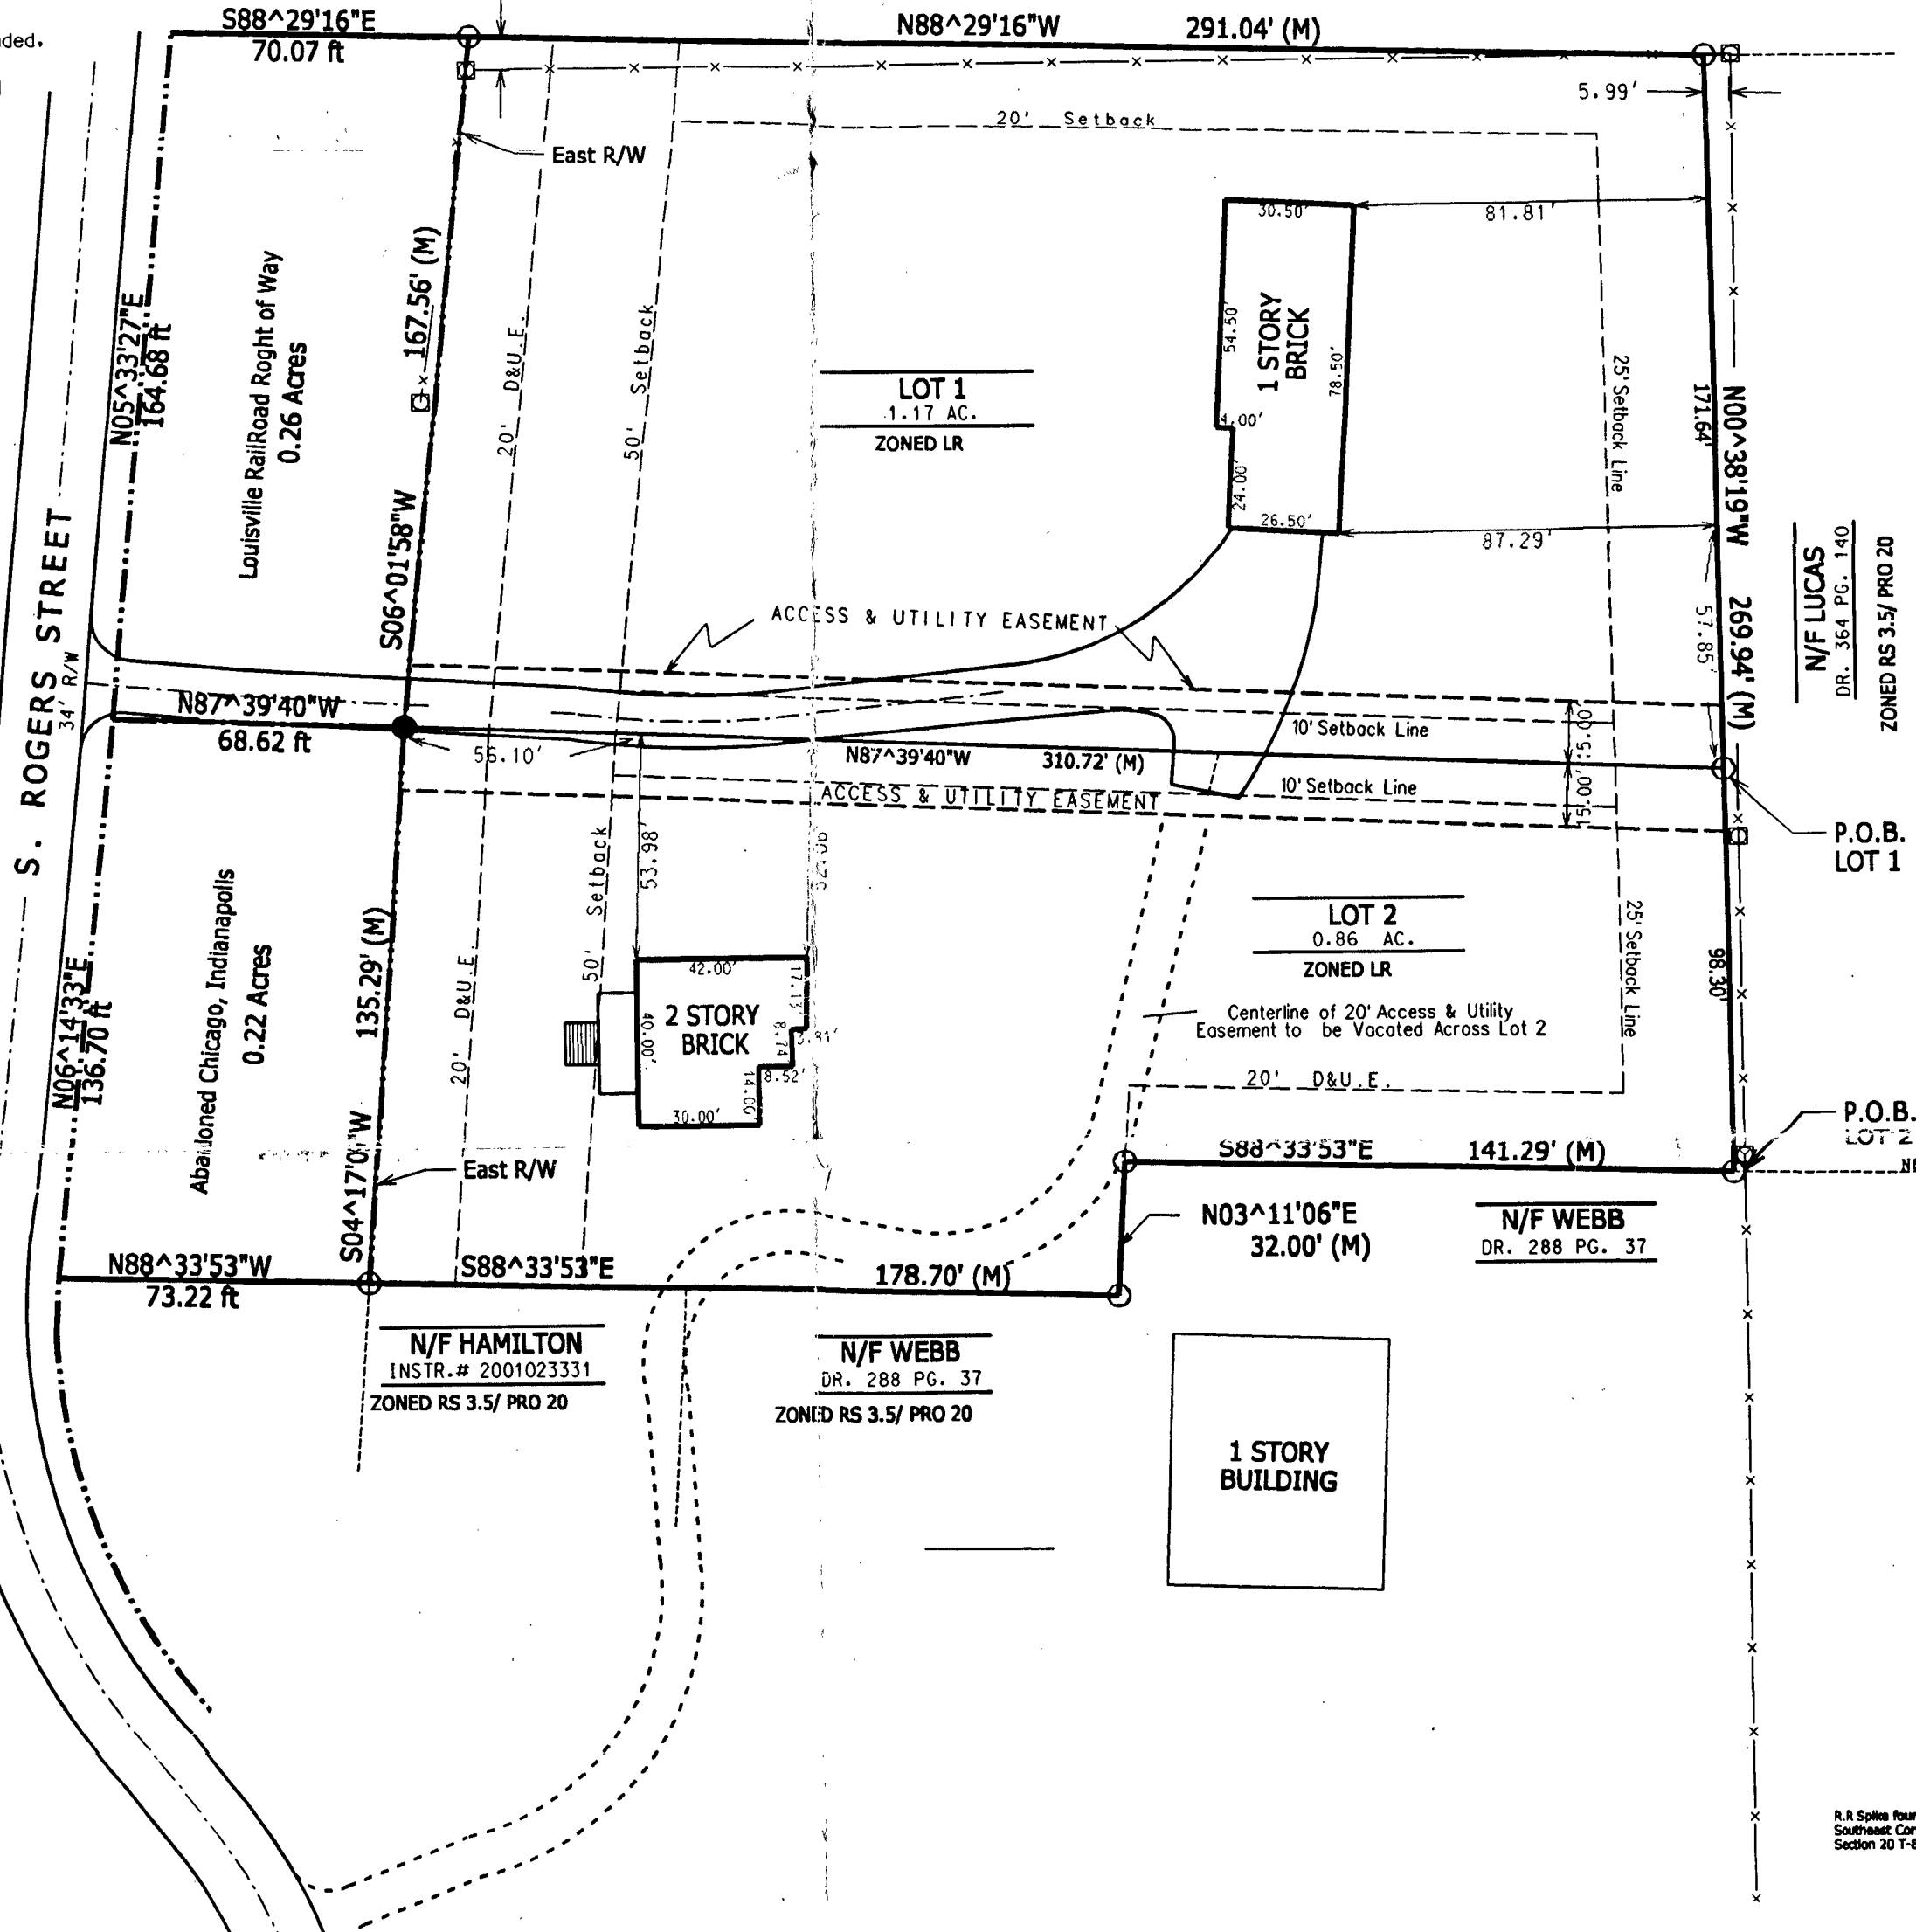 ded.
S88^29'16"E
70.07 ft
N88^29'16"W 291.04' (M)
5.99'
20' Setback
East R/W
30.50'
81.81'
167.56' (M)
N05^33'27"E
164.68 ft
Louisville RailRoad Roght of Way
0.26 Acres
20' D&U.E.
50' Setback
54.50'
1 STORY
BRICK
78.50'
25' Setback Line
171.64'
N00^38'19"W 269.94' (M)
LOT 1
1.17 AC.
ZONED LR
4.00'
24.00'
26.50'
87.29'
S06^01'58"W
57.85'
N/F LUCAS
DR. 364 PG. 140
ZONED RS 3.5/ PRO 20
S. ROGERS STREET
34' R/W
ACCESS & UTILITY EASEMENT
N87^39'40"W
68.62 ft
56.10'
10' Setback Line
15.00'
N87^39'40"W 310.72' (M)
10' Setback Line
15.00'
ACCESS & UTILITY EASEMENT
P.O.B.
LOT 1
53.98'
50' Setback
LOT 2
0.86 AC.
ZONED LR
25' Setback Line
98.30'
N06^14'33"E
136.70 ft
Abandoned Chicago, Indianapolis
0.22 Acres
135.29' (M)
20' D&U.E.
42.00'
17.13'
2 STORY
BRICK
40.00'
8.74'
8.52'
14.00'
30.00'
Centerline of 20' Access & Utility
Easement to be Vacated Across Lot 2
20' D&U.E.
P.O.B.
LOT 2
East R/W
S88^33'53"E 141.29' (M)
N03^11'06"E
32.00' (M)
N/F WEBB
DR. 288 PG. 37
N88^33'53"W
73.22 ft
S88^33'53"E 178.70' (M)
N/F HAMILTON
INSTR.# 2001023331
ZONED RS 3.5/ PRO 20
N/F WEBB
DR. 288 PG. 37
ZONED RS 3.5/ PRO 20
1 STORY
BUILDING
R.R Spike
Southeast
Section 20